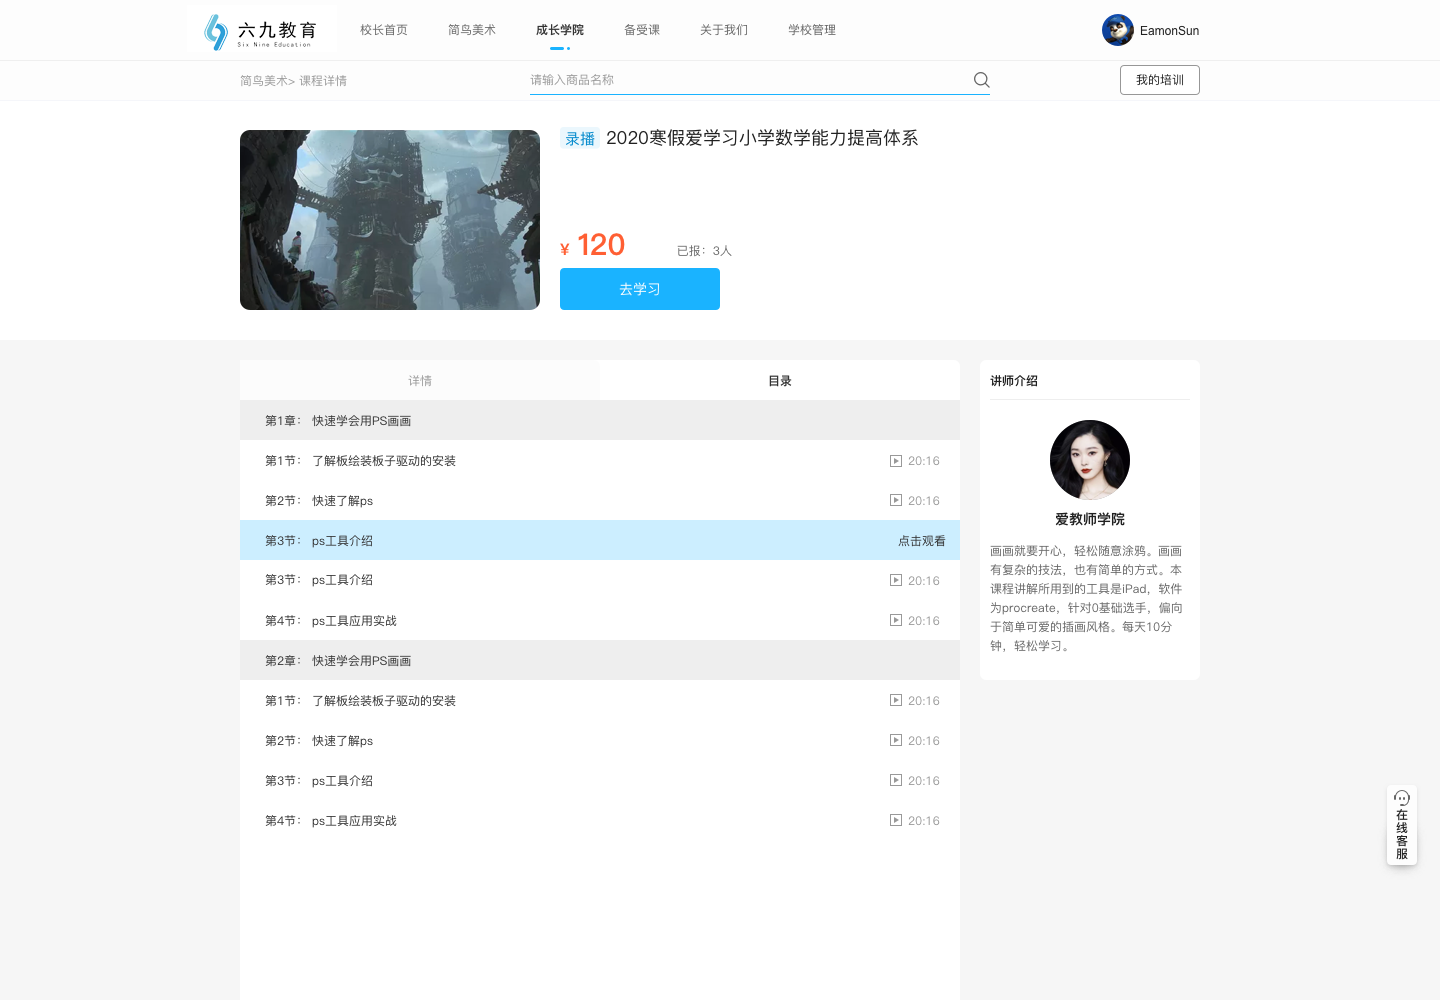 六九教育
Six Nine Education
校长首页
简鸟美术
成长学院
备受课
关于我们
学校管理
EamonSun
简鸟美术> 课程详情
请输入商品名称
我的培训
录播 2020寒假爱学习小学数学能力提高体系
¥ 120
已报：3人
去学习
详情
目录
第1章： 快速学会用PS画画
第1节： 了解板绘装板子驱动的安装 20:16
第2节： 快速了解ps 20:16
第3节： ps工具介绍 点击观看
第3节： ps工具介绍 20:16
第4节： ps工具应用实战 20:16
第2章： 快速学会用PS画画
第1节： 了解板绘装板子驱动的安装 20:16
第2节： 快速了解ps 20:16
第3节： ps工具介绍 20:16
第4节： ps工具应用实战 20:16
讲师介绍
爱教师学院
画画就要开心，轻松随意涂鸦。画画
有复杂的技法，也有简单的方式。本
课程讲解所用到的工具是iPad，软件
为procreate，针对0基础选手，偏向
于简单可爱的插画风格。每天10分
钟，轻松学习。
在线客服